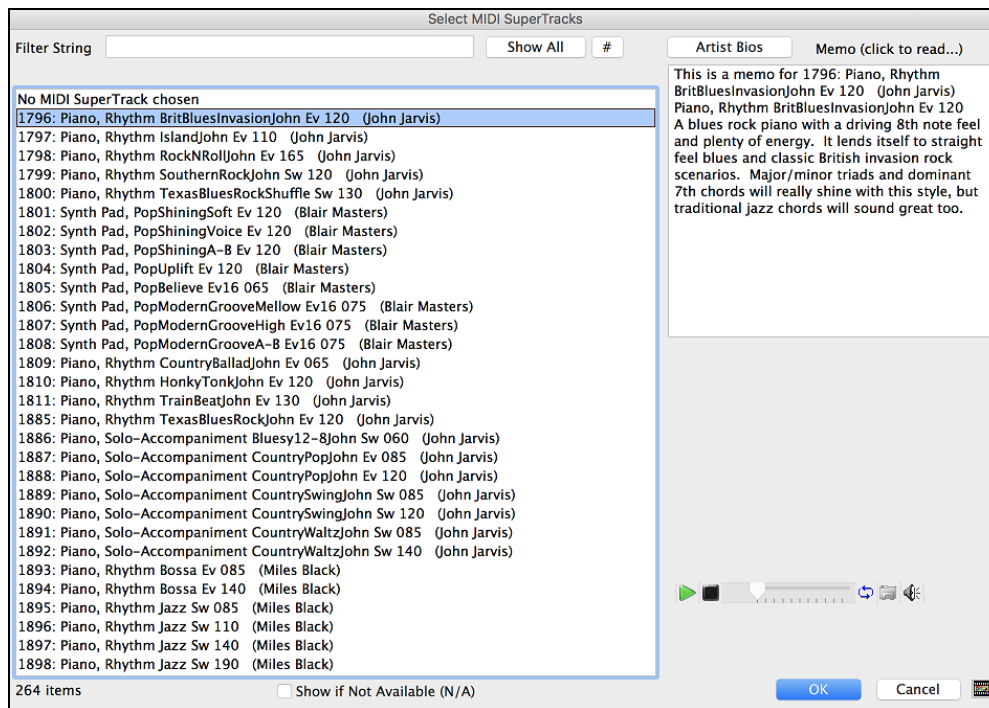 Select MIDI SuperTracks
Filter String
Show All
#
Artist Bios
Memo (click to read...)
No MIDI SuperTrack chosen
1796: Piano, Rhythm BritBluesInvasionJohn Ev 120 (John Jarvis)
1797: Piano, Rhythm IslandJohn Ev 110 (John Jarvis)
1798: Piano, Rhythm RockNRollJohn Ev 165 (John Jarvis)
1799: Piano, Rhythm SouthernRockJohn Sw 120 (John Jarvis)
1800: Piano, Rhythm TexasBluesRockShuffle Sw 130 (John Jarvis)
1801: Synth Pad, PopShiningSoft Ev 120 (Blair Masters)
1802: Synth Pad, PopShiningVoice Ev 120 (Blair Masters)
1803: Synth Pad, PopShiningA-B Ev 120 (Blair Masters)
1804: Synth Pad, PopUplift Ev 120 (Blair Masters)
1805: Synth Pad, PopBelieve Ev16 065 (Blair Masters)
1806: Synth Pad, PopModernGrooveMellow Ev16 075 (Blair Masters)
1807: Synth Pad, PopModernGrooveHigh Ev16 075 (Blair Masters)
1808: Synth Pad, PopModernGrooveA-B Ev16 075 (Blair Masters)
1809: Piano, Rhythm CountryBalladJohn Ev 065 (John Jarvis)
1810: Piano, Rhythm HonkyTonkJohn Ev 120 (John Jarvis)
1811: Piano, Rhythm TrainBeatJohn Ev 130 (John Jarvis)
1885: Piano, Rhythm TexasBluesRockJohn Ev 120 (John Jarvis)
1886: Piano, Solo-Accompaniment Bluesy12-8John Sw 060 (John Jarvis)
1887: Piano, Solo-Accompaniment CountryPopJohn Ev 085 (John Jarvis)
1888: Piano, Solo-Accompaniment CountryPopJohn Ev 120 (John Jarvis)
1889: Piano, Solo-Accompaniment CountrySwingJohn Sw 085 (John Jarvis)
1890: Piano, Solo-Accompaniment CountrySwingJohn Sw 120 (John Jarvis)
1891: Piano, Solo-Accompaniment CountryWaltzJohn Sw 085 (John Jarvis)
1892: Piano, Solo-Accompaniment CountryWaltzJohn Sw 140 (John Jarvis)
1893: Piano, Rhythm Bossa Ev 085 (Miles Black)
1894: Piano, Rhythm Bossa Ev 140 (Miles Black)
1895: Piano, Rhythm Jazz Sw 085 (Miles Black)
1896: Piano, Rhythm Jazz Sw 110 (Miles Black)
1897: Piano, Rhythm Jazz Sw 140 (Miles Black)
1898: Piano, Rhythm Jazz Sw 190 (Miles Black)
This is a memo for 1796: Piano, Rhythm
BritBluesInvasionJohn Ev 120 (John Jarvis)
Piano, Rhythm BritBluesInvasionJohn Ev 120
A blues rock piano with a driving 8th note feel
and plenty of energy. It lends itself to straight
feel blues and classic British invasion rock
scenarios. Major/minor triads and dominant
7th chords will really shine with this style, but
traditional jazz chords will sound great too.
264 items
Show if Not Available (N/A)
OK
Cancel